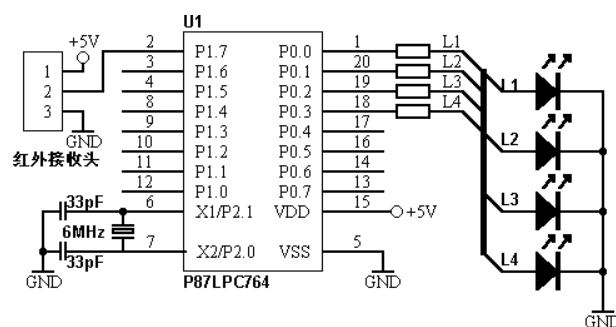 U1
+5V
1
2
3
GND
红外接收头
2 P1.7 P0.0 1 L1
3 P1.6 P0.1 20 L2
4 P1.5 P0.2 19 L3
8 P1.4 P0.3 18 L4
9 P1.3 P0.4 17
10 P1.2 P0.5 16
11 P1.1 P0.6 14
12 P1.0 P0.7 13
33pF 6 X1/P2.1 VDD 15 +5V
6MHz
33pF 7 X2/P2.0 VSS 5
GND
P87LPC764
GND
L1
L2
L3
L4
GND